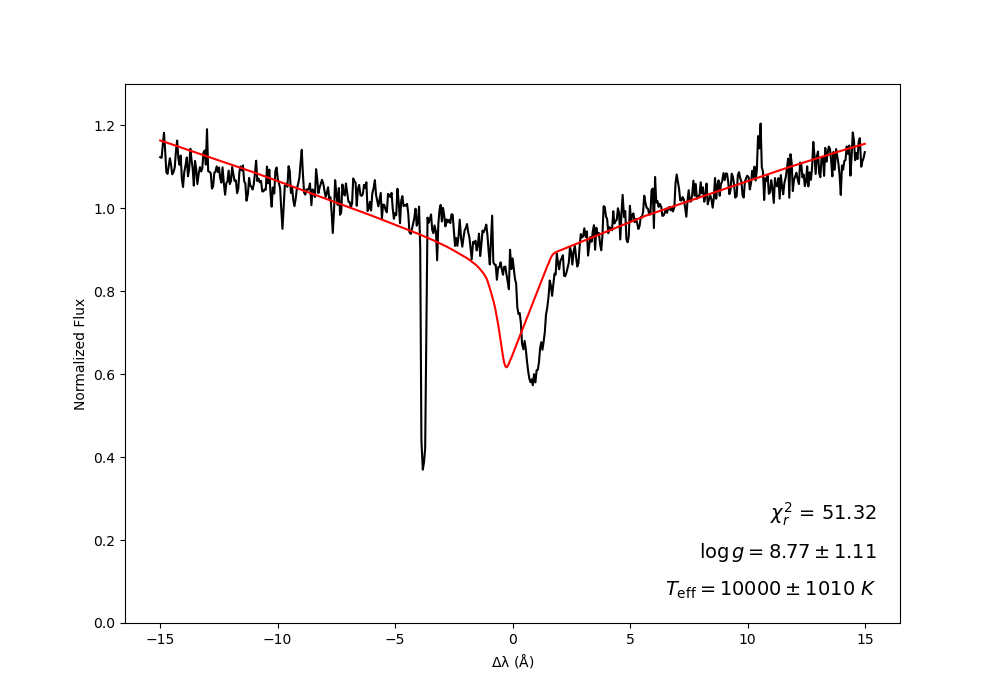 1.2
1.0
0.8
0.6
0.4
0.2
0.0
Normalized Flux
χ²ᵣ = 51.32
log g = 8.77 ± 1.11
T_eff = 10000 ± 1010 K
−15 −10 −5 0 5 10 15
Δλ (Å)